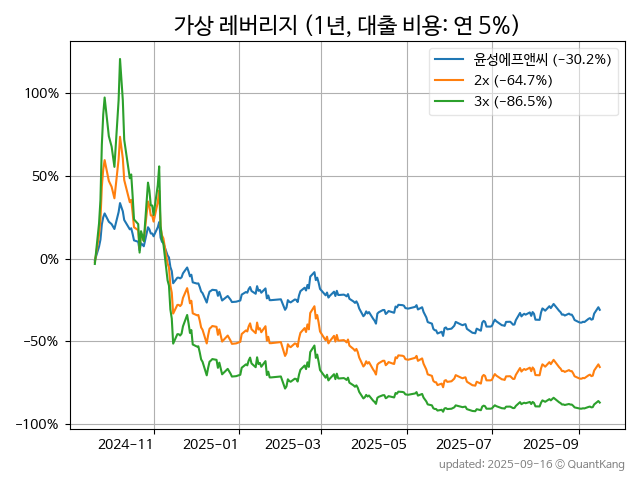 가상 레버리지 (1년, 대출 비용: 연 5%)
윤성에프앤씨 (−30.2%)
2x (−64.7%)
3x (−86.5%)
100%
50%
0%
−50%
−100%
2024-11
2025-01
2025-03
2025-05
2025-07
2025-09
updated: 2025-09-16 © QuantKang